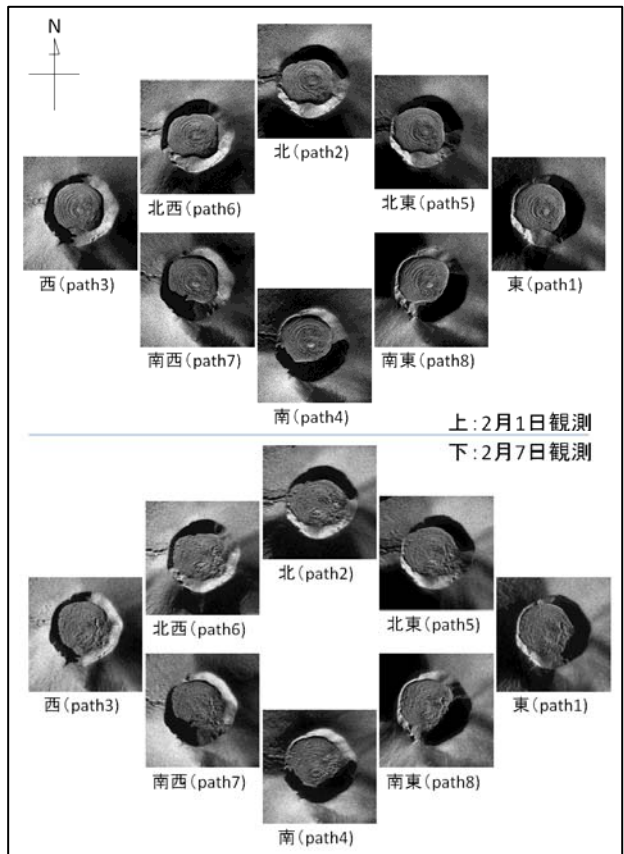 N
北(path2)
北西(path6)
北東(path5)
西(path3)
東(path1)
南西(path7)
南東(path8)
南(path4)
上:2月1日観測
下:2月7日観測
北(path2)
北西(path6)
北東(path5)
西(path3)
東(path1)
南西(path7)
南東(path8)
南(path4)